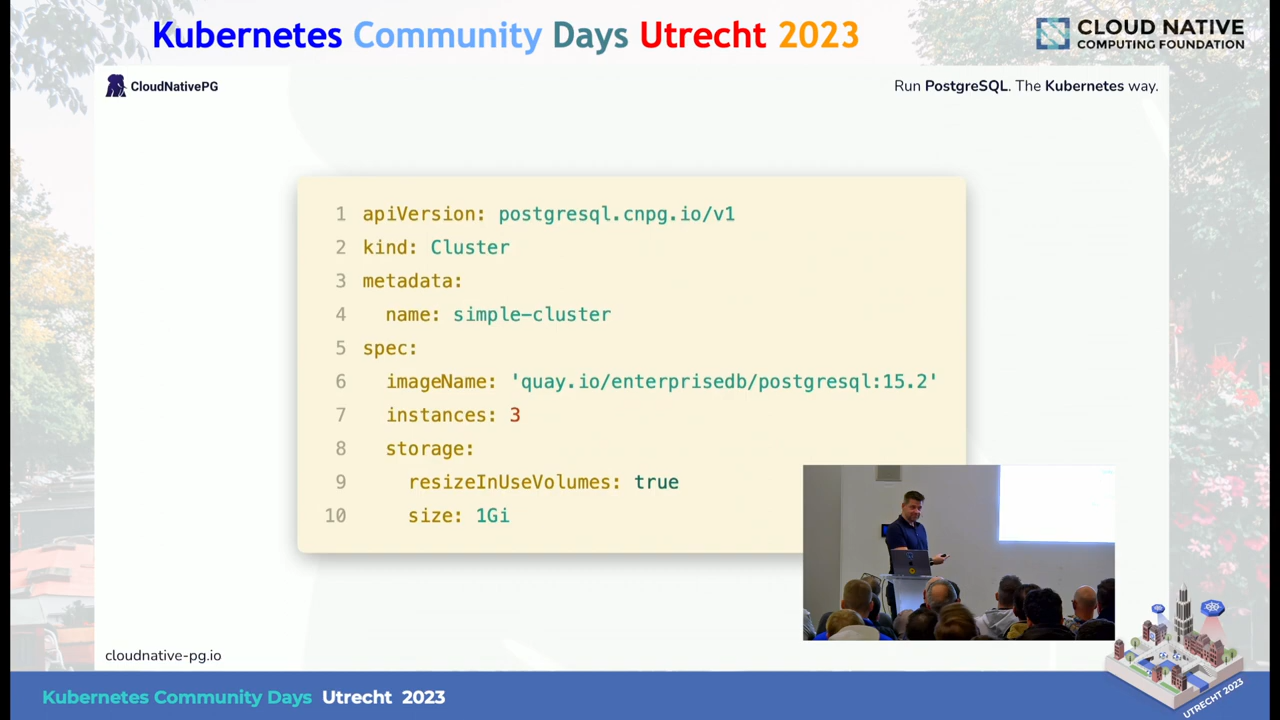 Kubernetes Community Days Utrecht 2023
CLOUD NATIVE
COMPUTING FOUNDATION
CloudNativePG
Run PostgreSQL. The Kubernetes way.
1 apiVersion: postgresql.cnpg.io/v1
2 kind: Cluster
3 metadata:
4 name: simple-cluster
5 spec:
6 imageName: 'quay.io/enterprisedb/postgresql:15.2'
7 instances: 3
8 storage:
9 resizeInUseVolumes: true
10 size: 1Gi
cloudnative-pg.io
Kubernetes Community Days Utrecht 2023
UTRECHT 2023